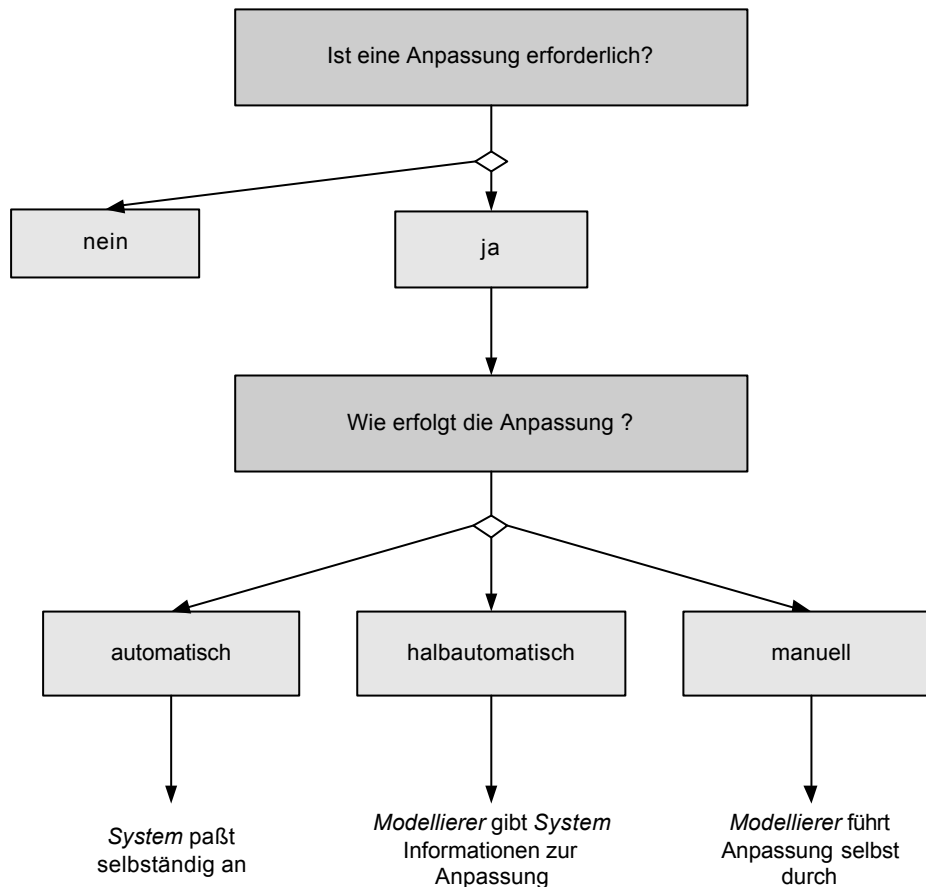 Ist eine Anpassung erforderlich?
nein
ja
Wie erfolgt die Anpassung ?
automatisch
halbautomatisch
manuell
System paßt
selbständig an
Modellierer gibt System
Informationen zur
Anpassung
Modellierer führt
Anpassung selbst
durch